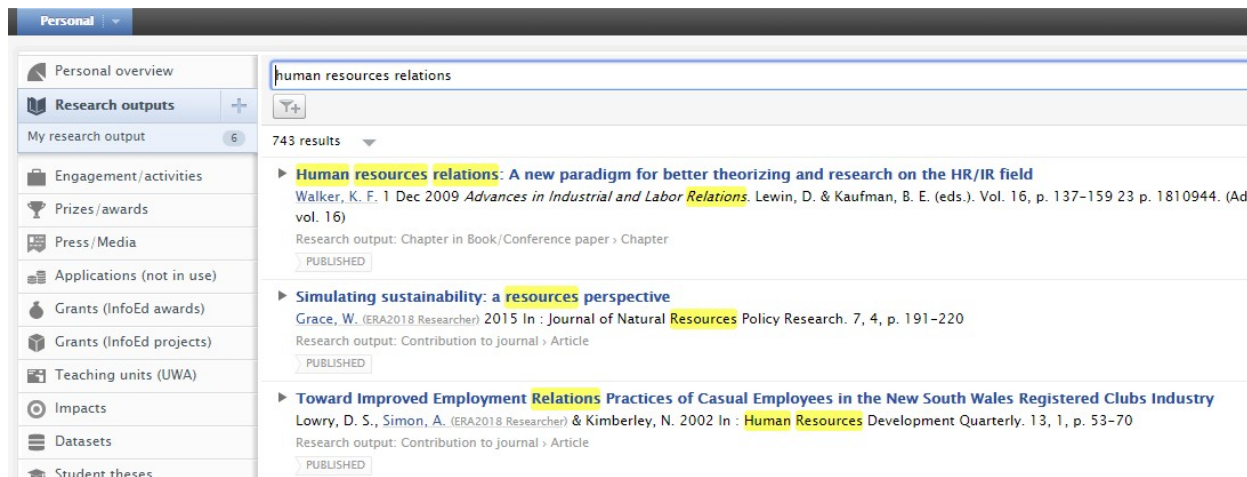 Personal
Personal overview
Research outputs
My research output 6
Engagement/activities
Prizes/awards
Press/Media
Applications (not in use)
Grants (InfoEd awards)
Grants (InfoEd projects)
Teaching units (UWA)
Impacts
Datasets
Student theses
human resources relations
743 results
Human resources relations: A new paradigm for better theorizing and research on the HR/IR field
Walker, K. F. 1 Dec 2009 Advances in Industrial and Labor Relations. Lewin, D. & Kaufman, B. E. (eds.). Vol. 16, p. 137-159 23 p. 1810944. (Ad
vol. 16)
Research output: Chapter in Book/Conference paper › Chapter
PUBLISHED
Simulating sustainability: a resources perspective
Grace, W. (ERA2018 Researcher) 2015 In : Journal of Natural Resources Policy Research. 7, 4, p. 191-220
Research output: Contribution to journal › Article
PUBLISHED
Toward Improved Employment Relations Practices of Casual Employees in the New South Wales Registered Clubs Industry
Lowry, D. S., Simon, A. (ERA2018 Researcher) & Kimberley, N. 2002 In : Human Resources Development Quarterly. 13, 1, p. 53-70
Research output: Contribution to journal › Article
PUBLISHED